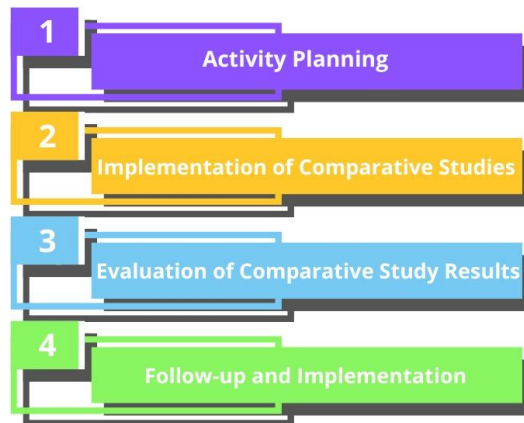 1
Activity Planning
2
Implementation of Comparative Studies
3
Evaluation of Comparative Study Results
4
Follow-up and Implementation